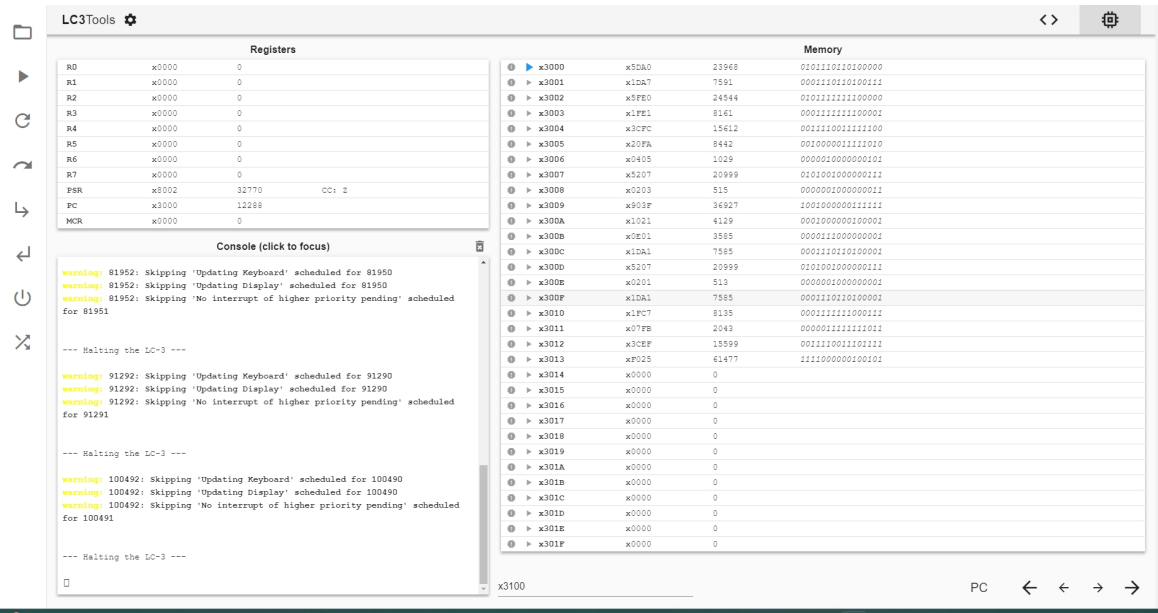 LC3Tools
Registers
R0 x0000 0
R1 x0000 0
R2 x0000 0
R3 x0000 0
R4 x0000 0
R5 x0000 0
R6 x0000 0
R7 x0000 0
PSR x8002 32770 CC: Z
PC x3000 12288
MCR x0000 0
Console (click to focus)
warning: 81952: Skipping 'Updating Keyboard' scheduled for 81950
warning: 81952: Skipping 'Updating Display' scheduled for 81950
warning: 81952: Skipping 'No interrupt of higher priority pending' scheduled
for 81951
--- Halting the LC-3 ---
warning: 91292: Skipping 'Updating Keyboard' scheduled for 91290
warning: 91292: Skipping 'Updating Display' scheduled for 91290
warning: 91292: Skipping 'No interrupt of higher priority pending' scheduled
for 91291
--- Halting the LC-3 ---
warning: 100492: Skipping 'Updating Keyboard' scheduled for 100490
warning: 100492: Skipping 'Updating Display' scheduled for 100490
warning: 100492: Skipping 'No interrupt of higher priority pending' scheduled
for 100491
--- Halting the LC-3 ---
Memory
x3000 x5DA0 23968 0101110110100000
x3001 x1DA7 7591 0001110110100111
x3002 x5FE0 24544 0101111111100000
x3003 x1FE1 8161 0001111111100001
x3004 x3CFC 15612 0011110011111100
x3005 x20FA 8442 0010000011111010
x3006 x0405 1029 0000010000000101
x3007 x5207 20999 0101001000000111
x3008 x0203 515 0000001000000011
x3009 x903F 36927 1001000000111111
x300A x1021 4129 0001000000100001
x300B x0E01 3585 0000111000000001
x300C x1DA1 7585 0001110110100001
x300D x5207 20999 0101001000000111
x300E x0201 513 0000001000000001
x300F x1DA1 7585 0001110110100001
x3010 x1FC7 8135 0001111111000111
x3011 x07FB 2043 0000011111111011
x3012 x3CEF 15599 0011110011101111
x3013 xF025 61477 1111000000100101
x3014 x0000 0
x3015 x0000 0
x3016 x0000 0
x3017 x0000 0
x3018 x0000 0
x3019 x0000 0
x301A x0000 0
x301B x0000 0
x301C x0000 0
x301D x0000 0
x301E x0000 0
x301F x0000 0
x3100
PC